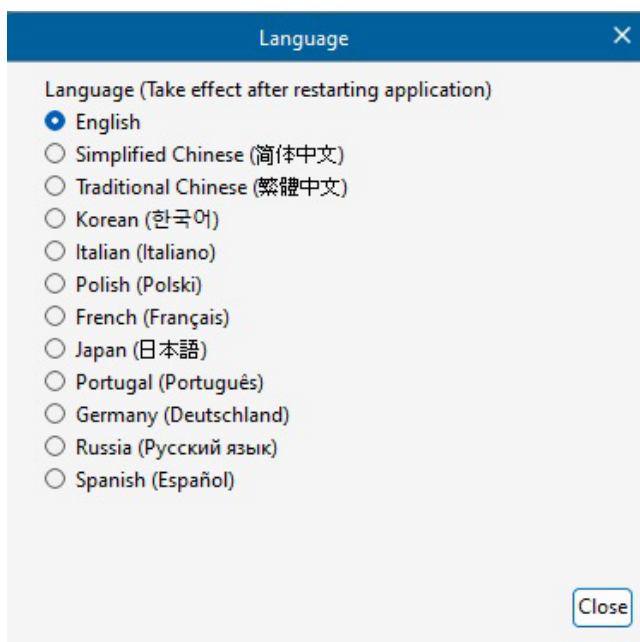 Language
Language (Take effect after restarting application)
English
Simplified Chinese (简体中文)
Traditional Chinese (繁體中文)
Korean (한국어)
Italian (Italiano)
Polish (Polski)
French (Français)
Japan (日本語)
Portugal (Português)
Germany (Deutschland)
Russia (Русский язык)
Spanish (Español)
Close